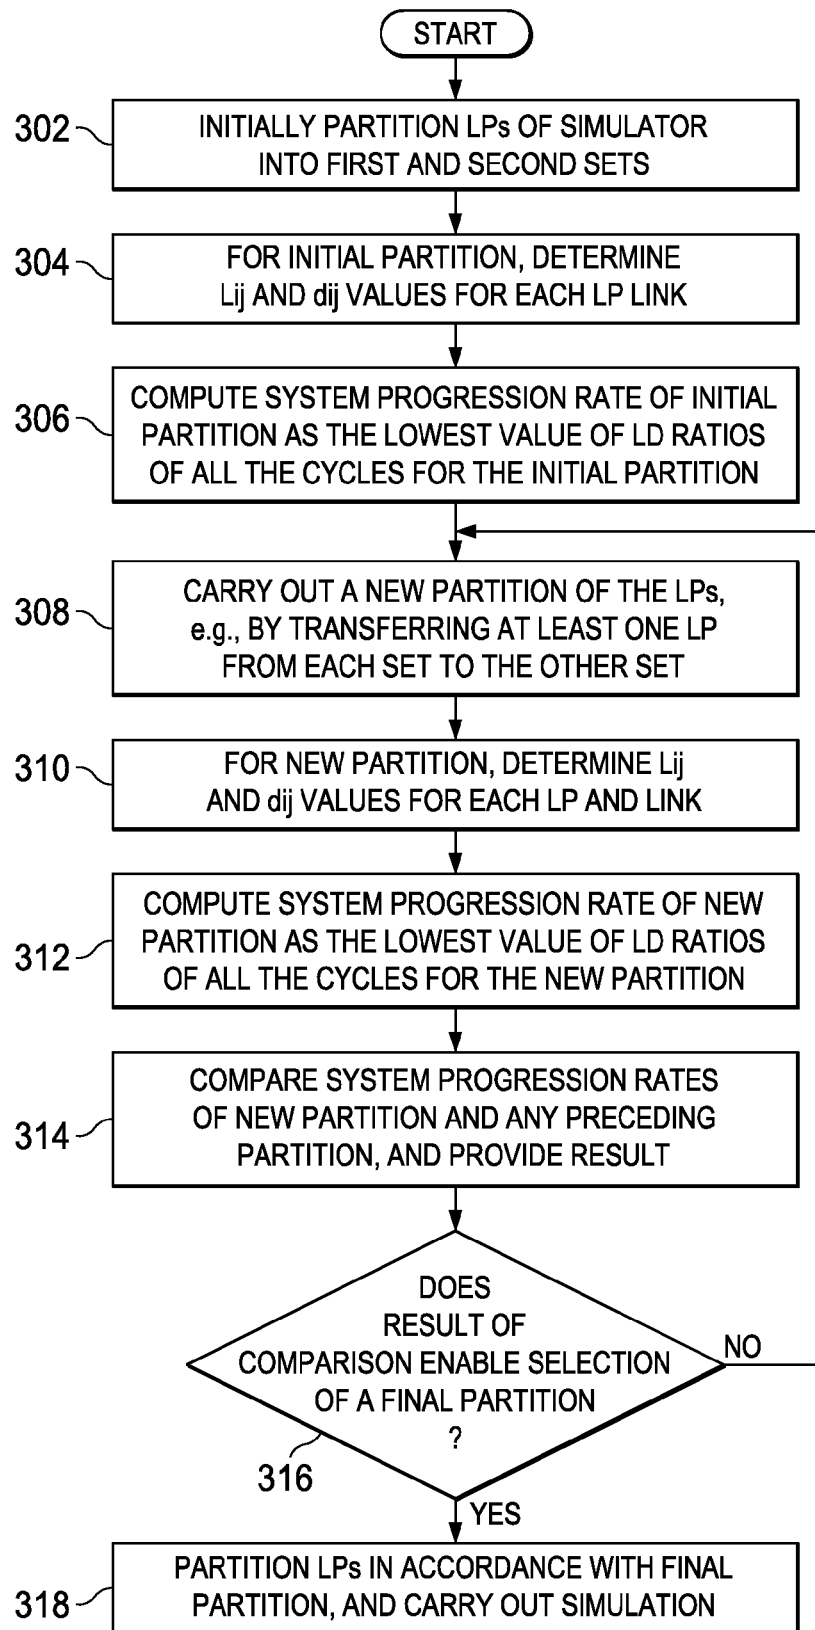 START
302
INITIALLY PARTITION LPs OF SIMULATOR
INTO FIRST AND SECOND SETS
304
FOR INITIAL PARTITION, DETERMINE
Lij AND dij VALUES FOR EACH LP LINK
306
COMPUTE SYSTEM PROGRESSION RATE OF INITIAL
PARTITION AS THE LOWEST VALUE OF LD RATIOS
OF ALL THE CYCLES FOR THE INITIAL PARTITION
308
CARRY OUT A NEW PARTITION OF THE LPs,
e.g., BY TRANSFERRING AT LEAST ONE LP
FROM EACH SET TO THE OTHER SET
310
FOR NEW PARTITION, DETERMINE Lij
AND dij VALUES FOR EACH LP AND LINK
312
COMPUTE SYSTEM PROGRESSION RATE OF NEW
PARTITION AS THE LOWEST VALUE OF LD RATIOS
OF ALL THE CYCLES FOR THE NEW PARTITION
314
COMPARE SYSTEM PROGRESSION RATES
OF NEW PARTITION AND ANY PRECEDING
PARTITION, AND PROVIDE RESULT
DOES
RESULT OF
COMPARISON ENABLE SELECTION
OF A FINAL PARTITION
?
NO
316
YES
318
PARTITION LPs IN ACCORDANCE WITH FINAL
PARTITION, AND CARRY OUT SIMULATION